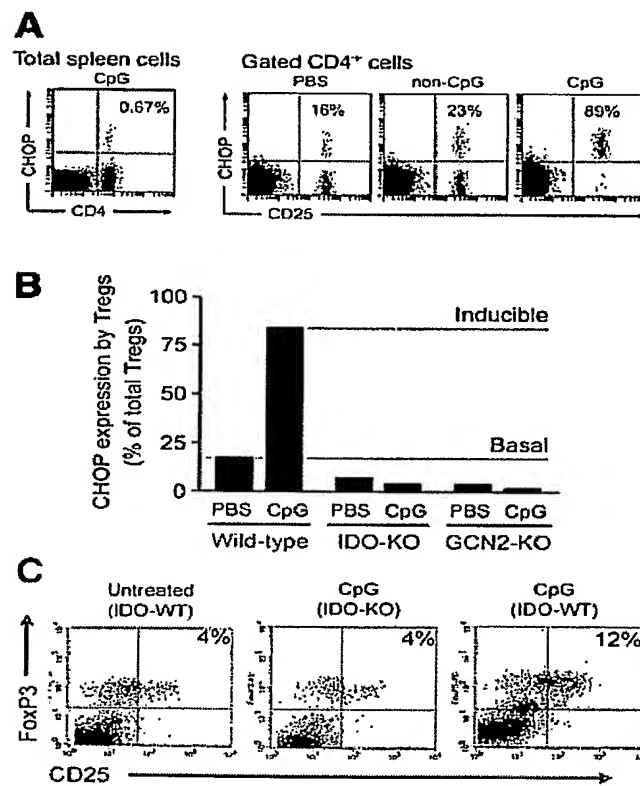 A
Total spleen cells
Gated CD4+ cells
CpG
PBS
non-CpG
CpG
0.67%
16%
23%
89%
CHOP
CHOP
CD4
CD25
B
CHOP expression by Tregs
(% of total Tregs)
100
75
50
25
0
Inducible
Basal
PBS CpG PBS CpG PBS CpG
Wild-type IDO-KO GCN2-KO
C
Untreated
(IDO-WT)
CpG
(IDO-KO)
CpG
(IDO-WT)
4%
4%
12%
FoxP3
CD25